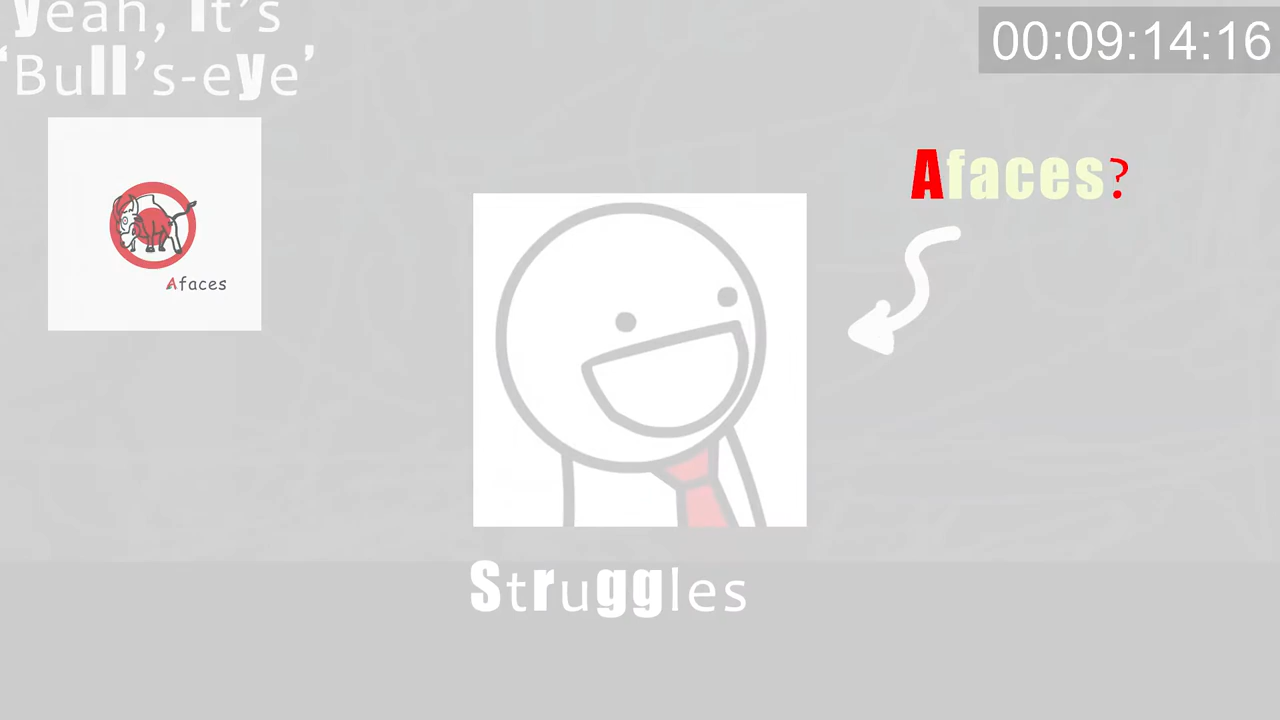 Yeah, It's
'Bull's-eye'
00:09:14:16
Afaces?
Afaces
Struggles